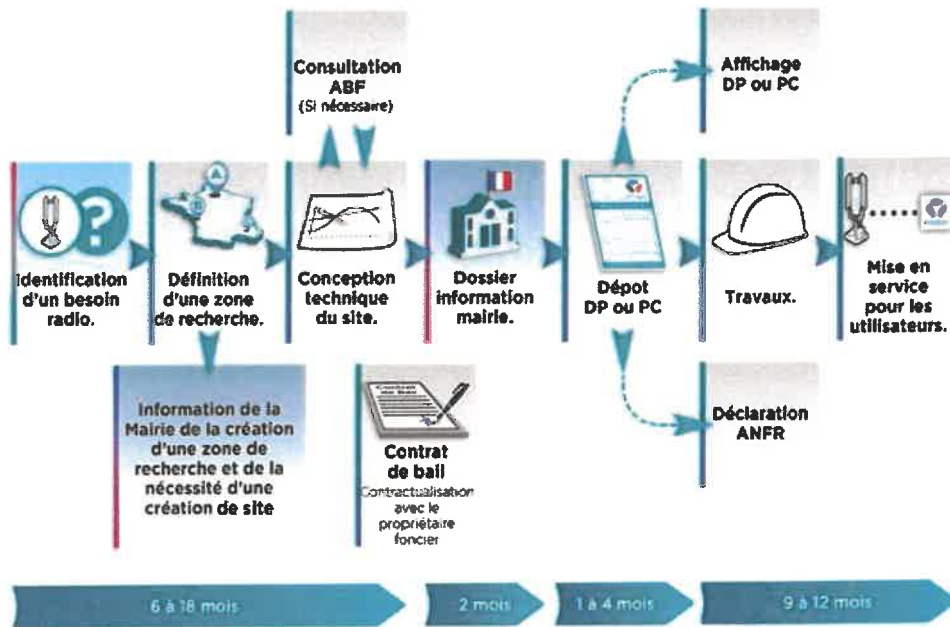 Consultation
ABF
(Si nécessaire)
Affichage
DP ou PC
Identification
d'un besoin
radio.
Définition
d'une zone
de recherche.
Conception
technique
du site.
Dossier
information
mairie.
Dépot
DP ou PC
Travaux.
Mise en
service
pour les
utilisateurs.
Information de la
Mairie de la création
d'une zone de
recherche et de la
nécessité d'une
création de site
Contrat
de bail
Contrat
de bail
Contractualisation
avec le
propriétaire
foncier
Déclaration
ANFR
6 à 18 mois
2 mois
1 à 4 mois
9 à 12 mois